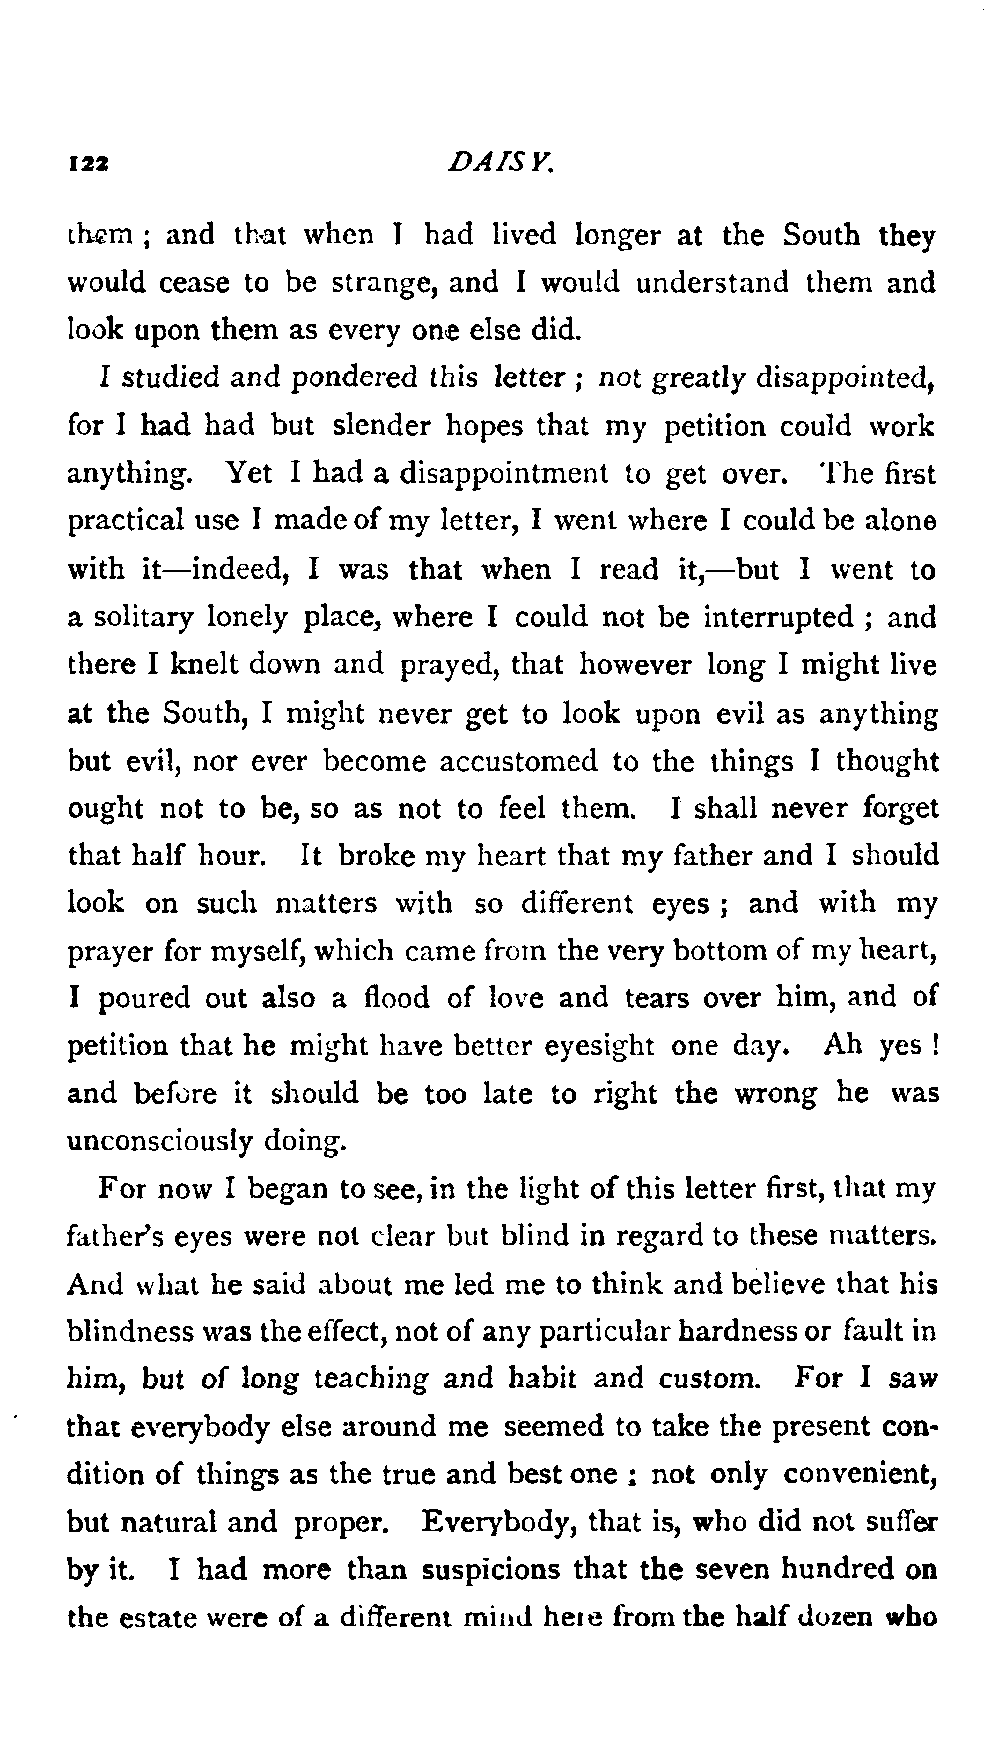 122 DAISY.
them ; and that when I had lived longer at the South they
would cease to be strange, and I would understand them and
look upon them as every one else did.
I studied and pondered this letter ; not greatly disappointed,
for I had had but slender hopes that my petition could work
anything. Yet I had a disappointment to get over. The first
practical use I made of my letter, I went where I could be alone
with it—indeed, I was that when I read it,—but I went to
a solitary lonely place, where I could not be interrupted ; and
there I knelt down and prayed, that however long I might live
at the South, I might never get to look upon evil as anything
but evil, nor ever become accustomed to the things I thought
ought not to be, so as not to feel them. I shall never forget
that half hour. It broke my heart that my father and I should
look on such matters with so different eyes ; and with my
prayer for myself, which came from the very bottom of my heart,
I poured out also a flood of love and tears over him, and of
petition that he might have better eyesight one day. Ah yes !
and before it should be too late to right the wrong he was
unconsciously doing.
For now I began to see, in the light of this letter first, that my
father's eyes were not clear but blind in regard to these matters.
And what he said about me led me to think and believe that his
blindness was the effect, not of any particular hardness or fault in
him, but of long teaching and habit and custom. For I saw
that everybody else around me seemed to take the present con-
dition of things as the true and best one ; not only convenient,
but natural and proper. Everybody, that is, who did not suffer
by it. I had more than suspicions that the seven hundred on
the estate were of a different mind here from the half dozen who